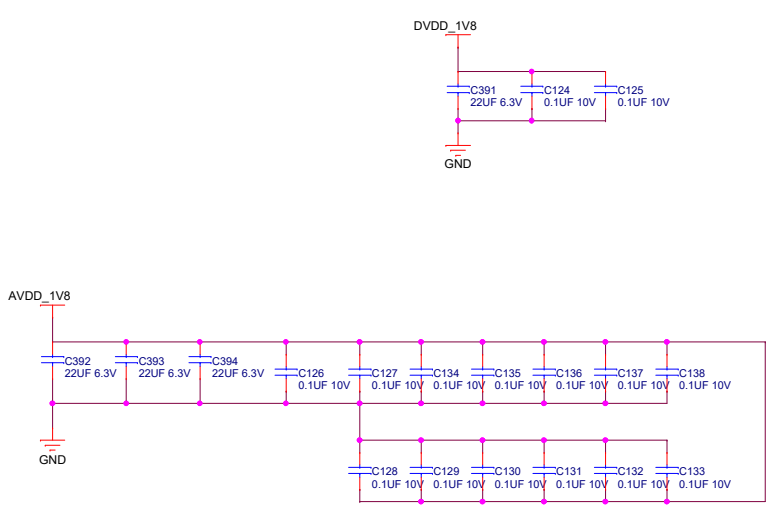 DVDD_1V8
C391
22UF 6.3V
C124
0.1UF 10V
C125
0.1UF 10V
GND
AVDD_1V8
C392
22UF 6.3V
C393
22UF 6.3V
C394
22UF 6.3V
C126
0.1UF 10V
C127
0.1UF 10V
C134
0.1UF 10V
C135
0.1UF 10V
C136
0.1UF 10V
C137
0.1UF 10V
C138
0.1UF 10V
GND
C128
0.1UF 10V
C129
0.1UF 10V
C130
0.1UF 10V
C131
0.1UF 10V
C132
0.1UF 10V
C133
0.1UF 10V